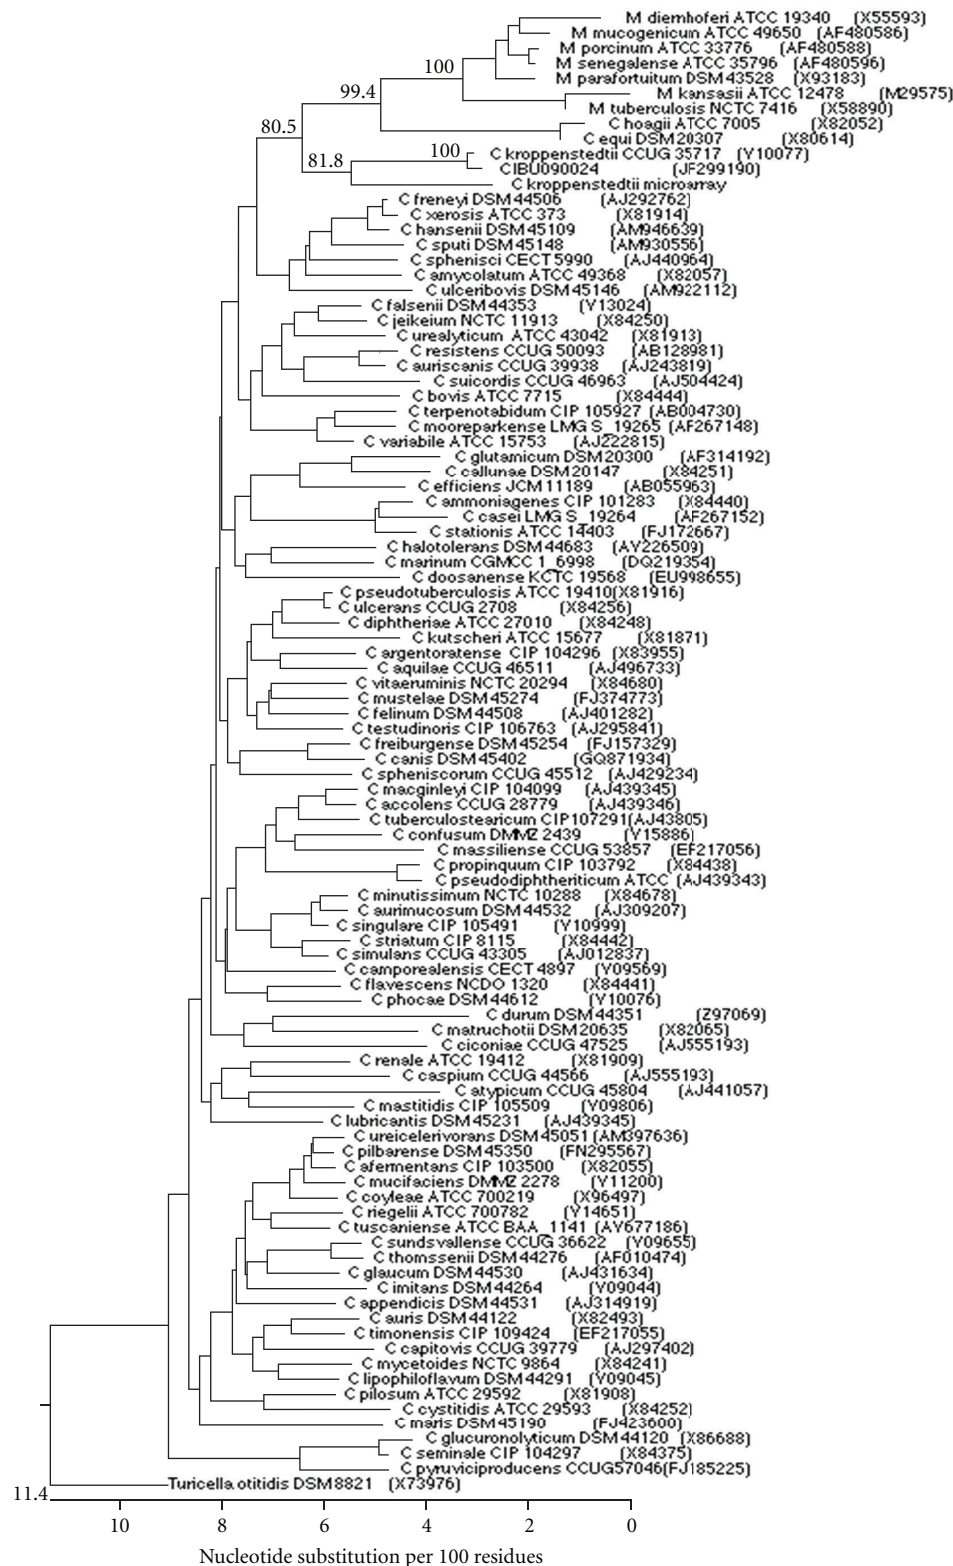 M diernhoferi ATCC 19340 (X55593)
M mucogenicum ATCC 49650 (AF480586)
M porcinum ATCC 33776 (AF480588)
M senegalense ATCC 35796 (AF480596)
100
M parafortuitum DSM 43528 (X93183)
99.4
M kansasii ATCC 12478 (M29575)
M tuberculosis NCTC 7416 (X58890)
80.5
C hoagii ATCC 7005 (X82052)
C equi DSM 20307 (X80614)
81.8
100
C kroppenstedtii CCUG 35717 (Y10077)
CIBU090024 (JF299190)
C kroppenstedtii microarray
C freneyi DSM 44506 (AJ292762)
C xerosis ATCC 373 (X81914)
C hansenii DSM 45109 (AM946639)
C sputi DSM 45148 (AM930556)
C sphenisci CECT 5990 (AJ440964)
C amycolatum ATCC 49368 (X82057)
C ulceribovis DSM 45146 (AM922112)
C falsenii DSM 44353 (Y13024)
C jeikeium NCTC 11913 (X84250)
C urealyticum ATCC 43042 (X81913)
C resistens CCUG 50093 (AB128981)
C auriscanis CCUG 39938 (AJ243819)
C suicordis CCUG 46963 (AJ504424)
C bovis ATCC 7715 (X84444)
C terpenotabidum CIP 105927 (AB004730)
C mooreparkense LMG S_19265 (AF267148)
C variabile ATCC 15753 (AJ222815)
C glutamicum DSM 20300 (AF314192)
C callunae DSM 20147 (X84251)
C efficiens JCM 11189 (AB055963)
C ammoniagenes CIP 101283 (X84440)
C casei LMG S_19264 (AF267152)
C stationis ATCC 14403 (FJ172667)
C halotolerans DSM 44683 (AY226509)
C marinum CGMCC 1_6998 (DQ219354)
C doosanense KCTC 19568 (EU998655)
C pseudotuberculosis ATCC 19410(X81916)
C ulcerans CCUG 2708 (X84256)
C diphtheriae ATCC 27010 (X84248)
C kutscheri ATCC 15677 (X81871)
C argentoratense CIP 104296 (X83955)
C aquilae CCUG 46511 (AJ496733)
C vitaeruminis NCTC 20294 (X84680)
C mustelae DSM 45274 (FJ374773)
C felinum DSM 44508 (AJ401282)
C testudinoris CIP 106763 (AJ295841)
C freiburgense DSM 45254 (FJ157329)
C canis DSM 45402 (GQ871934)
C spheniscorum CCUG 45512 (AJ429234)
C macginleyi CIP 104099 (AJ439345)
C accolens CCUG 28779 (AJ439346)
C tuberculostearicum CIP107291(AJ43805)
C confusum DMMZ 2439 (Y15886)
C massiliense CCUG 53857 (EF217056)
C propinquum CIP 103792 (X84438)
C pseudodiphtheriticum ATCC (AJ439343)
C minutissimum NCTC 10288 (X84678)
C aurimucosum DSM 44532 (AJ309207)
C singulare CIP 105491 (Y10999)
C striatum CIP 8115 (X84442)
C simulans CCUG 43305 (AJ012837)
C camporealensis CECT 4897 (Y09569)
C flavescens NCDO 1320 (X84441)
C phocae DSM 44612 (Y10076)
C durum DSM 44351 (Z97069)
C matruchotii DSM 20635 (X82065)
C ciconiae CCUG 47525 (AJ555193)
C renale ATCC 19412 (X81909)
C caspium CCUG 44566 (AJ555193)
C atypicum CCUG 45804 (AJ441057)
C mastitidis CIP 105509 (Y09806)
C lubricantis DSM 45231 (AJ439345)
C ureicelerivorans DSM 45051 (AM397636)
C pilbarense DSM 45350 (FN295567)
C afermentans CIP 103500 (X82055)
C mucifaciens DMMZ 2278 (Y11200)
C coyleae ATCC 700219 (X96497)
C riegelii ATCC 700782 (Y14651)
C tuscaniense ATCC BAA_1141 (AY677186)
C sundsvallense CCUG 36622 (Y09655)
C thomssenii DSM 44276 (AF010474)
C glaucum DSM 44530 (AJ431634)
C imitans DSM 44264 (Y09044)
C appendicis DSM 44531 (AJ314919)
C auris DSM 44122 (X82493)
C timonensis CIP 109424 (EF217055)
C capitovis CCUG 39779 (AJ297402)
C mycetoides NCTC 9864 (X84241)
C lipophiloflavum DSM 44291 (Y09045)
C pilosum ATCC 29592 (X81908)
C cystitidis ATCC 29593 (X84252)
C maris DSM 45190 (FJ423600)
C glucuronolyticum DSM 44120 (X86688)
C seminale CIP 104297 (X84375)
C pyruviciproducens CCUG57046(FJ185225)
Turicella otitidis DSM 8821 (X73976)
11.4
10 8 6 4 2 0
Nucleotide substitution per 100 residues